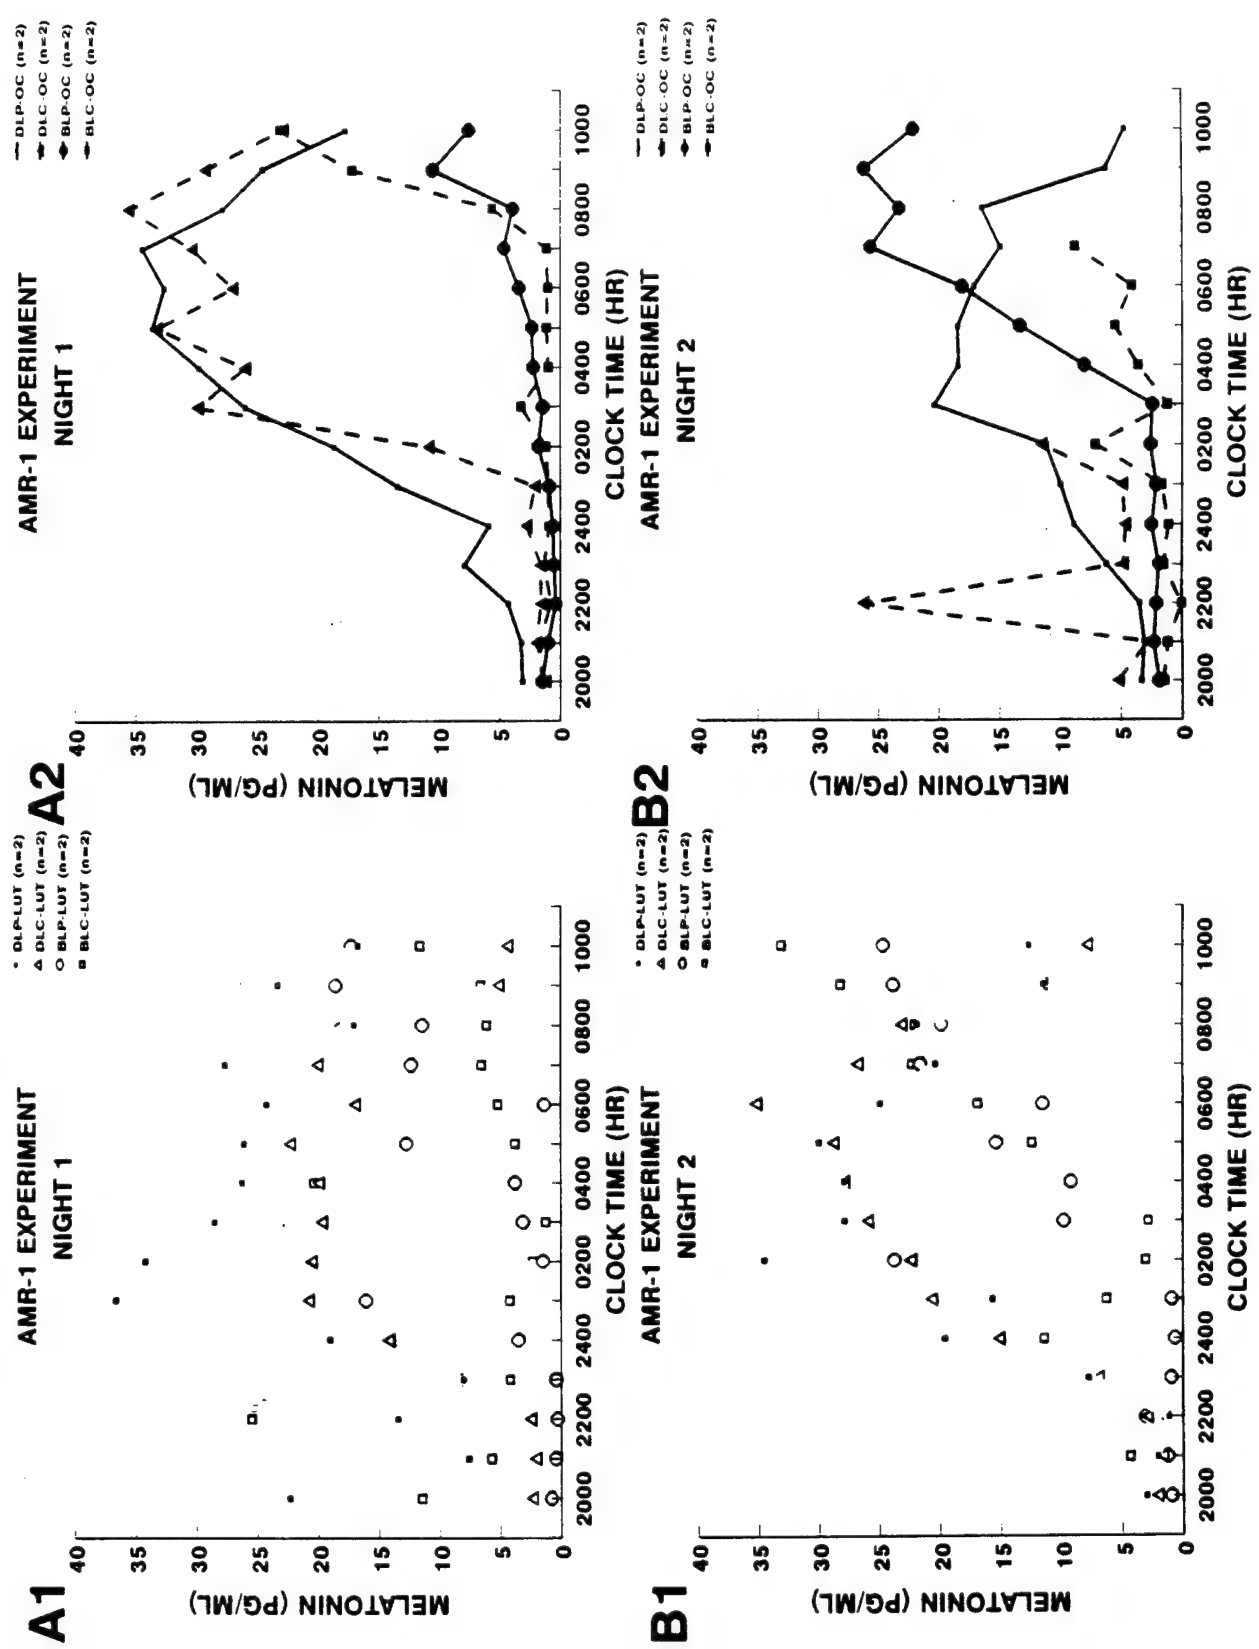 A1
AMR-1 EXPERIMENT
NIGHT 1
• DLP-LUT (n=2)
△ DLC-LUT (n=2)
○ BLP-LUT (n=2)
□ BLC-LUT (n=2)
MELATONIN (PG/ML)
40
35
30
25
20
15
10
5
0
2000 2200 2400 0200 0400 0600 0800 1000
CLOCK TIME (HR)
A2
AMR-1 EXPERIMENT
NIGHT 1
DLP-OC (n=2)
DLC-OC (n=2)
BLP-OC (n=2)
BLC-OC (n=2)
MELATONIN (PG/ML)
40
35
30
25
20
15
10
5
0
2000 2200 2400 0200 0400 0600 0800 1000
CLOCK TIME (HR)
B1
AMR-1 EXPERIMENT
NIGHT 2
• DLP-LUT (n=2)
△ DLC-LUT (n=2)
○ BLP-LUT (n=2)
■ BLC-LUT (n=2)
MELATONIN (PG/ML)
40
35
30
25
20
15
10
5
0
2000 2200 2400 0200 0400 0600 0800 1000
CLOCK TIME (HR)
B2
AMR-1 EXPERIMENT
NIGHT 2
DLP-OC (n=2)
DLC-OC (n=2)
BLP-OC (n=2)
BLC-OC (n=2)
MELATONIN (PG/ML)
40
35
30
25
20
15
10
5
0
2000 2200 2400 0200 0400 0600 0800 1000
CLOCK TIME (HR)